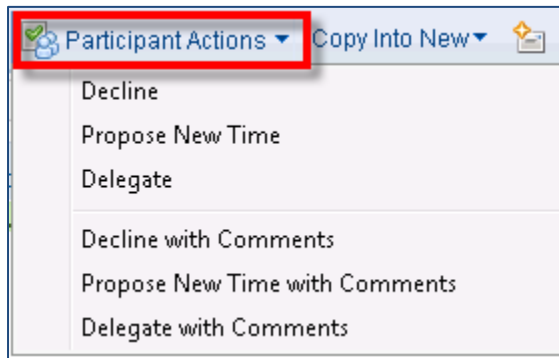 Participant Actions Copy Into New
Decline
Propose New Time
Delegate
Decline with Comments
Propose New Time with Comments
Delegate with Comments